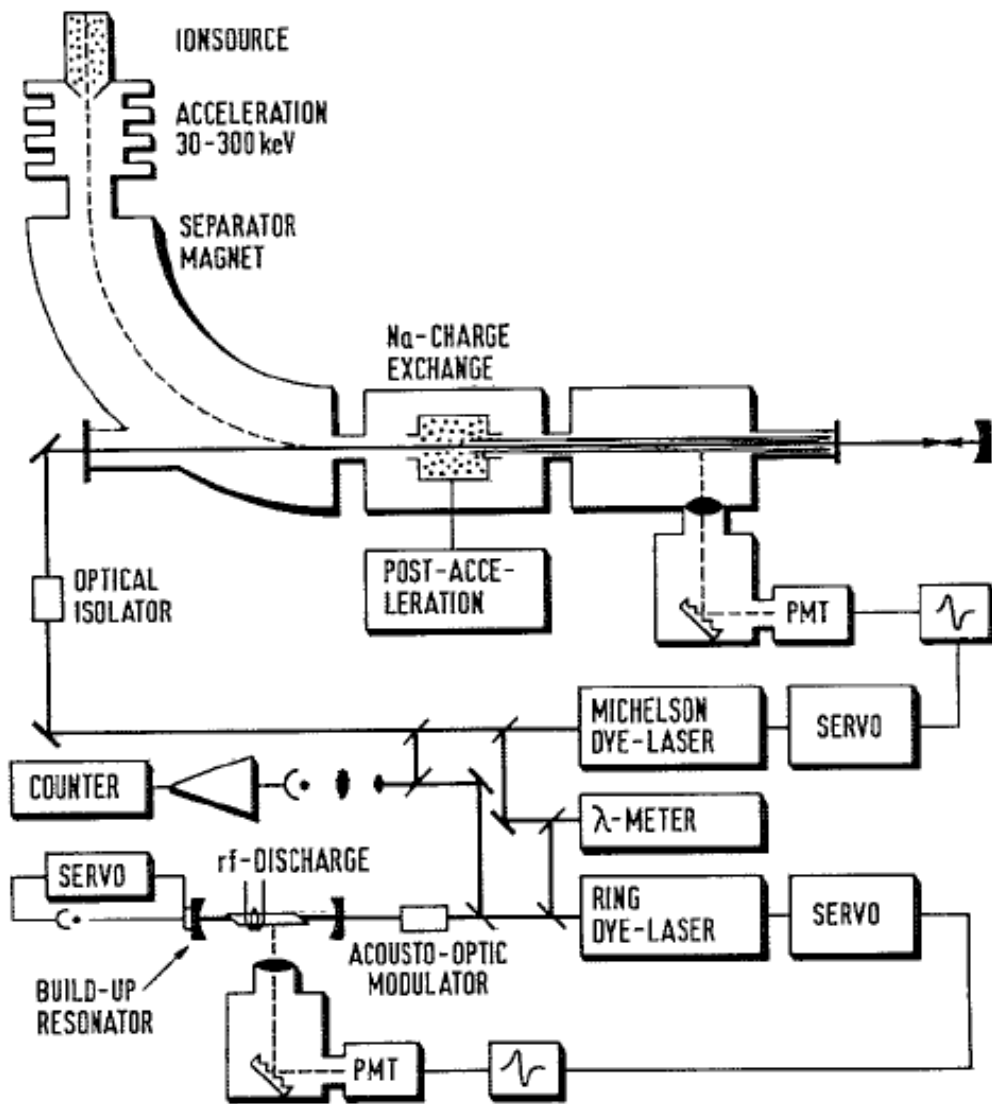 IONSOURCE
ACCELERATION
30-300 keV
SEPARATOR
MAGNET
Na-CHARGE
EXCHANGE
POST-ACCE-
LERATION
OPTICAL
ISOLATOR
PMT
MICHELSON
DYE-LASER
SERVO
COUNTER
λ-METER
rf-DISCHARGE
SERVO
RING
DYE-LASER
SERVO
ACOUSTO-OPTIC
MODULATOR
BUILD-UP
RESONATOR
PMT